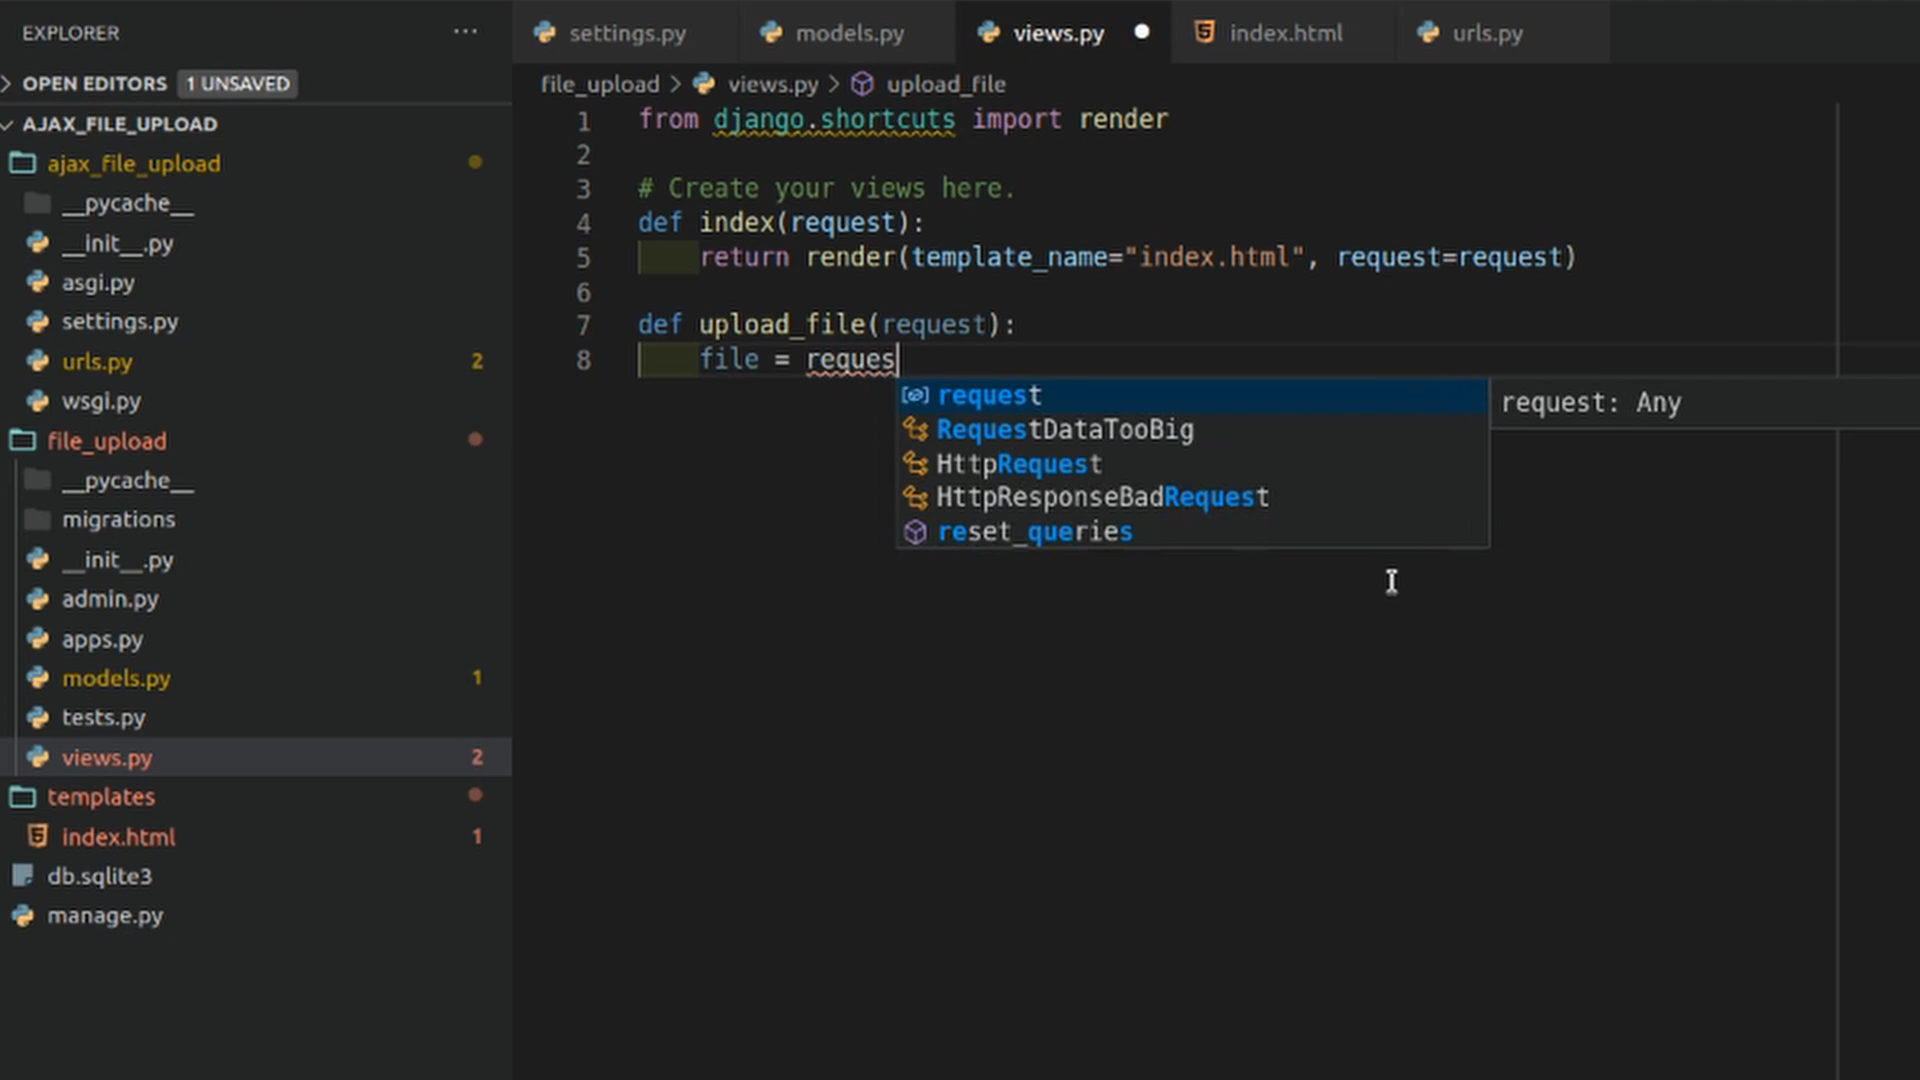 EXPLORER
···
OPEN EDITORS 1 UNSAVED
AJAX_FILE_UPLOAD
ajax_file_upload
__pycache__
__init__.py
asgi.py
settings.py
urls.py 2
wsgi.py
file_upload
__pycache__
migrations
__init__.py
admin.py
apps.py
models.py 1
tests.py
views.py 2
templates
index.html 1
db.sqlite3
manage.py
settings.py models.py views.py index.html urls.py
file_upload > views.py > upload_file
1 from django.shortcuts import render
2
3 # Create your views here.
4 def index(request):
5 return render(template_name="index.html", request=request)
6
7 def upload_file(request):
8 file = reques
request
RequestDataTooBig
HttpRequest
HttpResponseBadRequest
reset_queries
request: Any